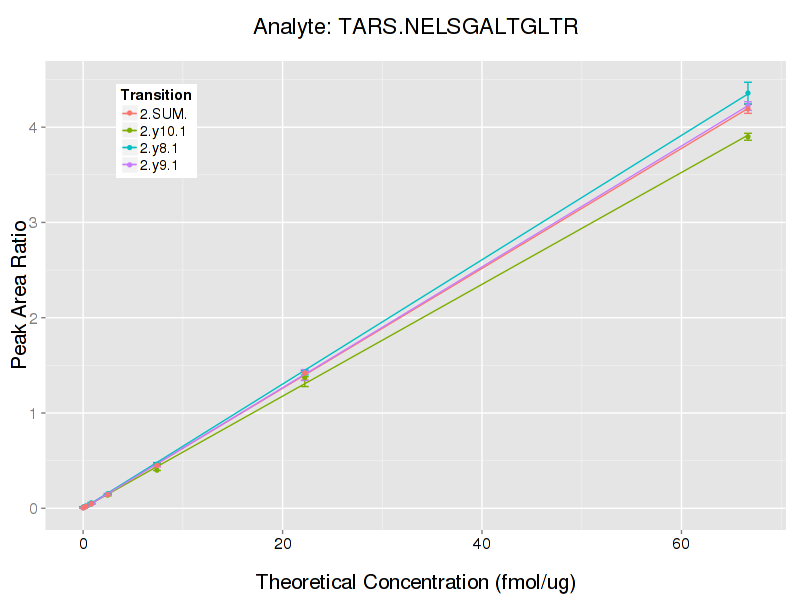 Analyte: TARS.NELSGALTGLTR
Transition
2.SUM.
2.y10.1
2.y8.1
2.y9.1
Peak Area Ratio
4
3
2
1
0
0 20 40 60
Theoretical Concentration (fmol/ug)